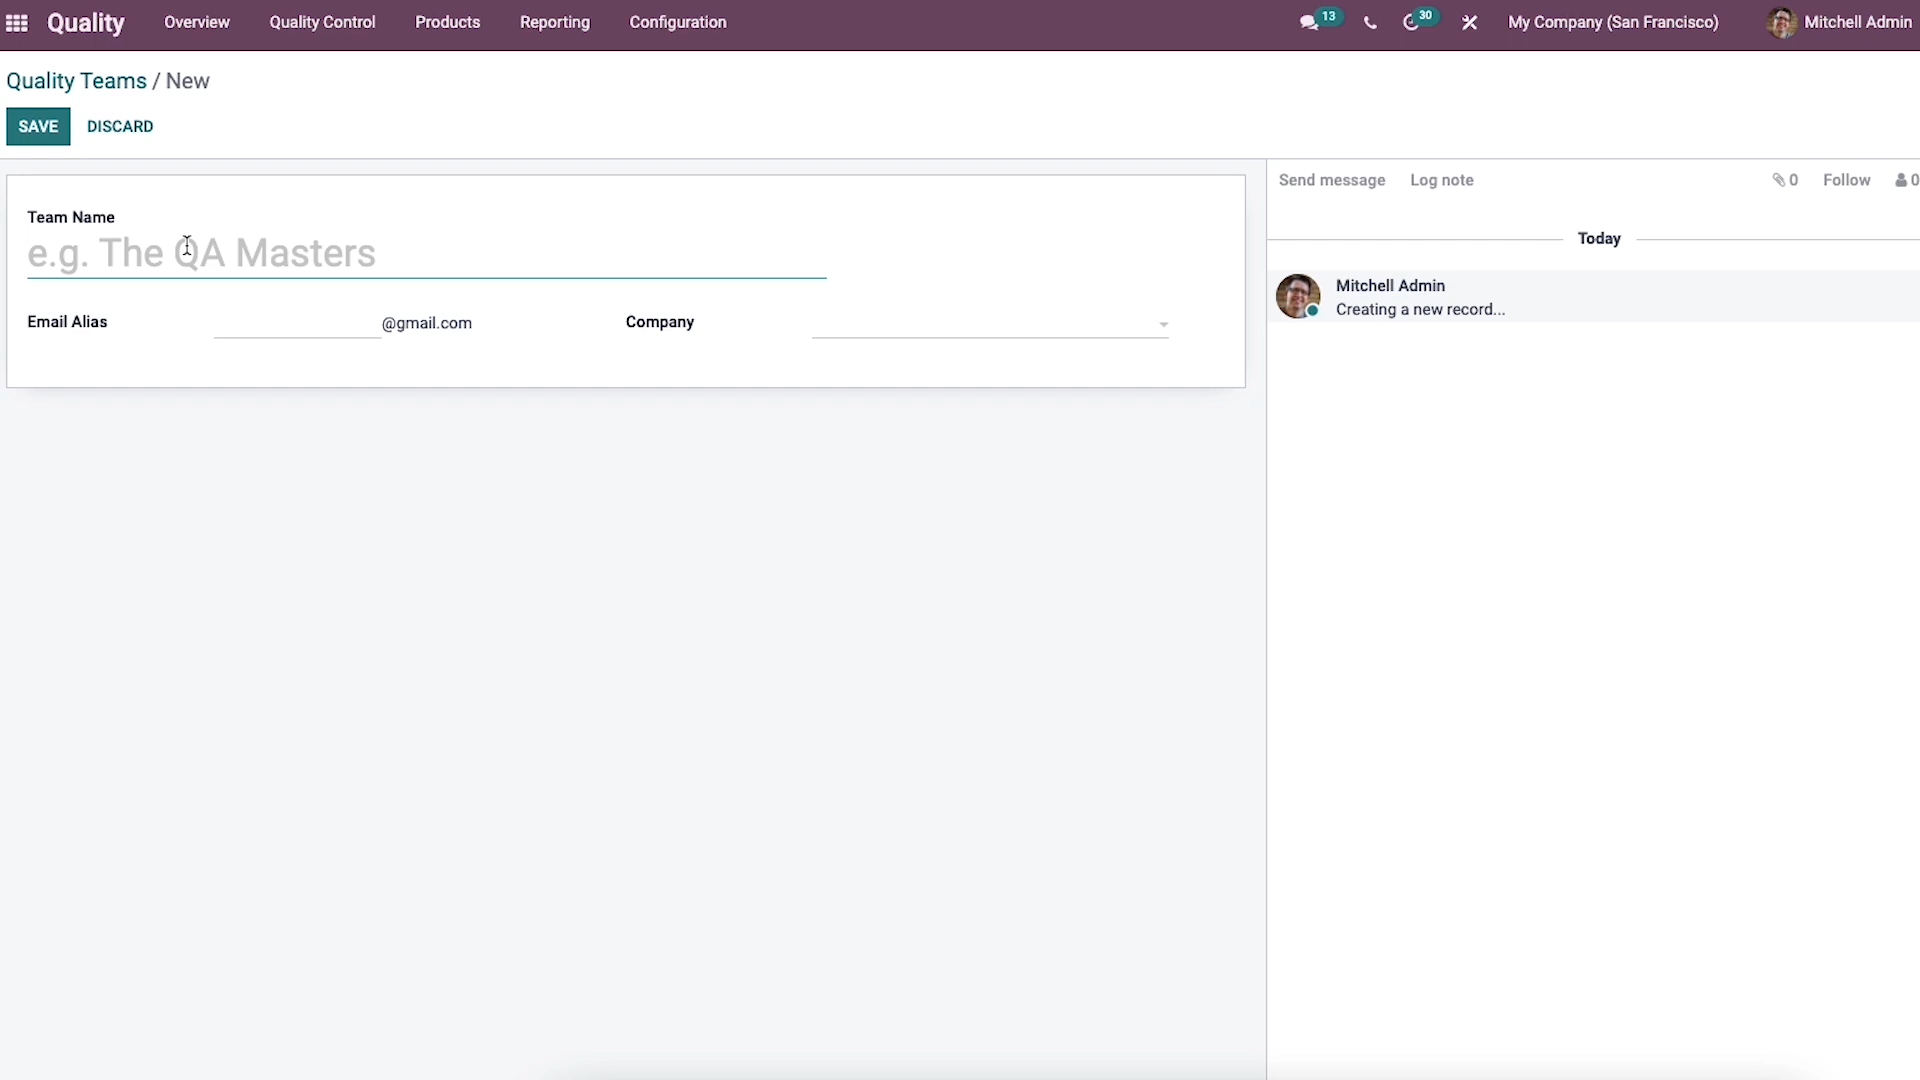 Quality Overview Quality Control Products Reporting Configuration 13 30 My Company (San Francisco) Mitchell Admin
Quality Teams / New
SAVE DISCARD
Send message Log note 0 Follow 0
Team Name
e.g. The QA Masters
Today
Mitchell Admin
Creating a new record...
Email Alias @gmail.com Company